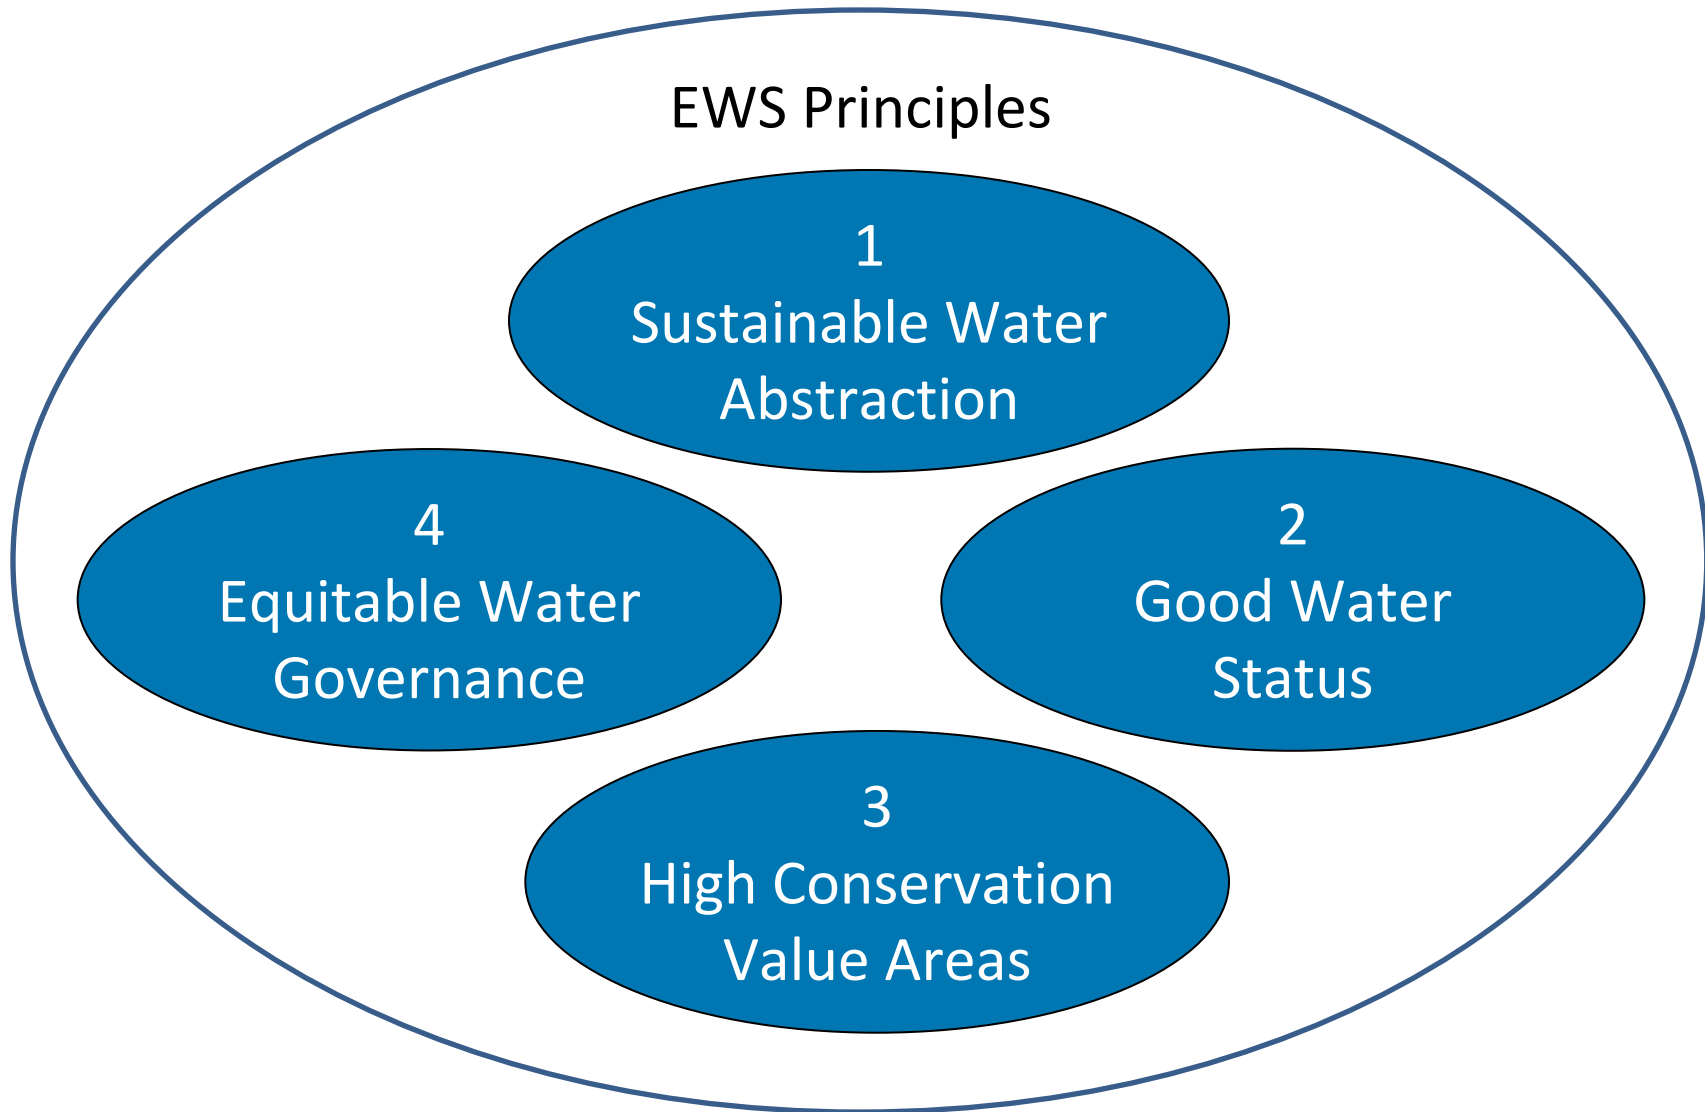 EWS Principles
1
Sustainable Water
Abstraction
2
Good Water
Status
3
High Conservation
Value Areas
4
Equitable Water
Governance